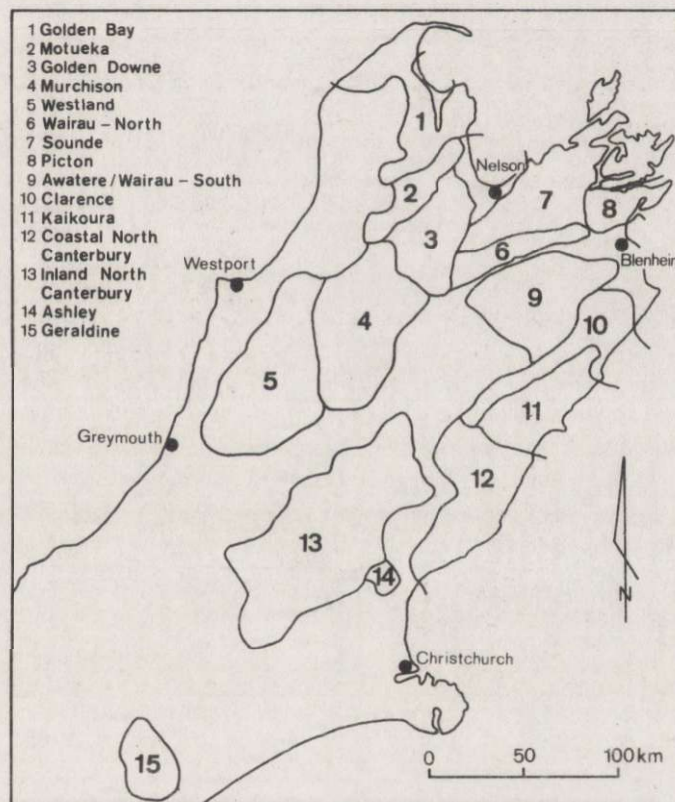 1 Golden Bay
2 Motueka
3 Golden Downe
4 Murchison
5 Westland
6 Wairau – North
7 Sounde
8 Picton
9 Awatere/Wairau – South
10 Clarence
11 Kaikoura
12 Coastal North
Canterbury
13 Inland North
Canterbury
14 Ashley
15 Geraldine
1
Nelson
2
7
8
3
6
Blenheim
Westport
9
4
10
5
11
Greymouth
12
13
14
N
Christchurch
15
0 100 km